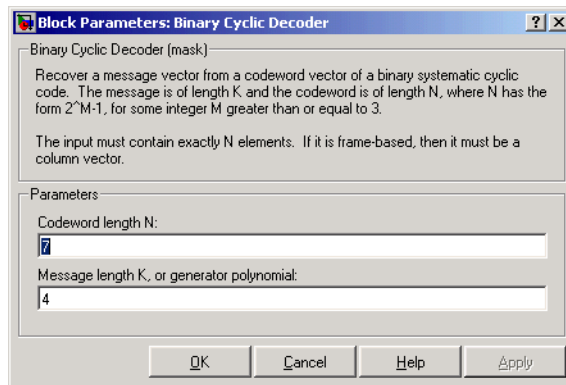 Block Parameters: Binary Cyclic Decoder
Binary Cyclic Decoder (mask)
Recover a message vector from a codeword vector of a binary systematic cyclic
code. The message is of length K and the codeword is of length N, where N has the
form 2^M-1, for some integer M greater than or equal to 3.
The input must contain exactly N elements. If it is frame-based, then it must be a
column vector.
Parameters
Codeword length N:
7
Message length K, or generator polynomial:
4
OK Cancel Help Apply